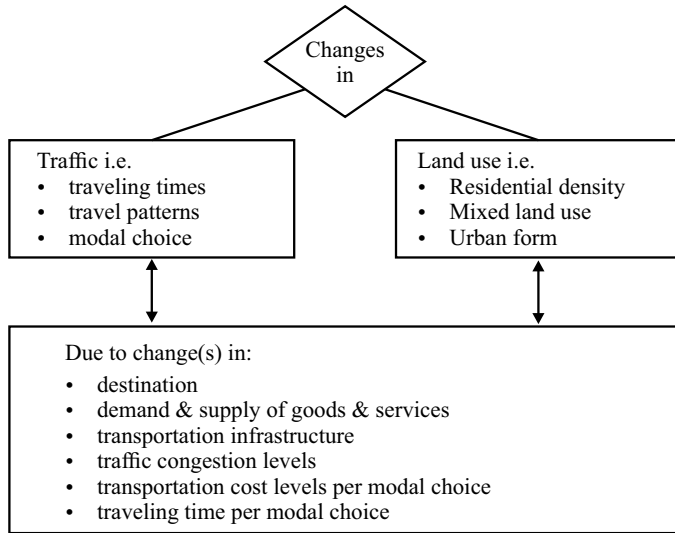 Changes
in
Traffic i.e.
• traveling times
• travel patterns
• modal choice
Land use i.e.
• Residential density
• Mixed land use
• Urban form
Due to change(s) in:
• destination
• demand & supply of goods & services
• transportation infrastructure
• traffic congestion levels
• transportation cost levels per modal choice
• traveling time per modal choice